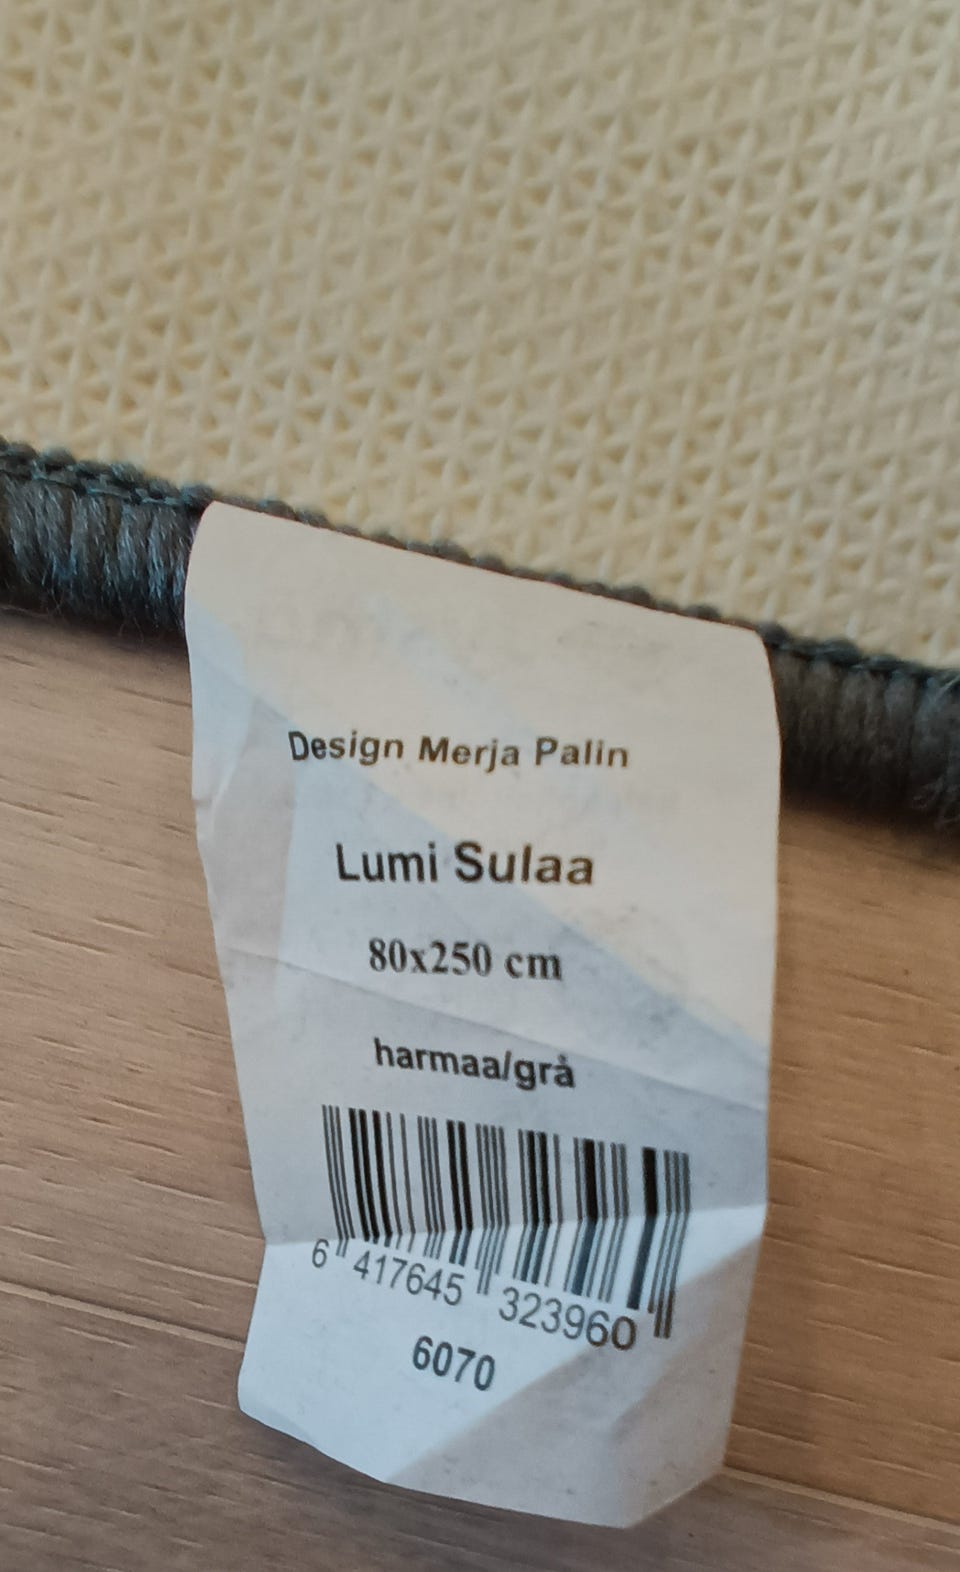 Design Merja Palin
Lumi Sulaa
80x250 cm
harmaa/grå
6 417645 323960
6070